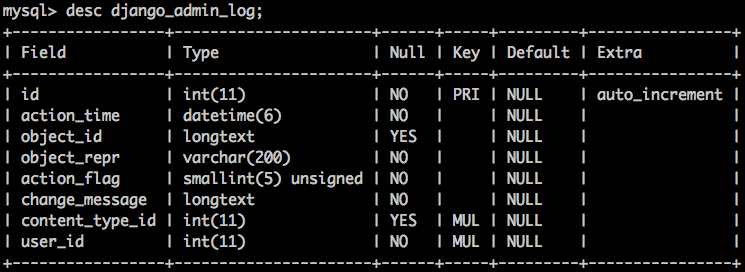 mysql> desc django_admin_log;
+-----------------+----------------------+------+-----+---------+----------------+
| Field           | Type                 | Null | Key | Default | Extra          |
+-----------------+----------------------+------+-----+---------+----------------+
| id              | int(11)              | NO   | PRI | NULL    | auto_increment |
| action_time     | datetime(6)          | NO   |     | NULL    |                |
| object_id       | longtext             | YES  |     | NULL    |                |
| object_repr     | varchar(200)         | NO   |     | NULL    |                |
| action_flag     | smallint(5) unsigned | NO   |     | NULL    |                |
| change_message  | longtext             | NO   |     | NULL    |                |
| content_type_id | int(11)              | YES  | MUL | NULL    |                |
| user_id         | int(11)              | NO   | MUL | NULL    |                |
+-----------------+----------------------+------+-----+---------+----------------+